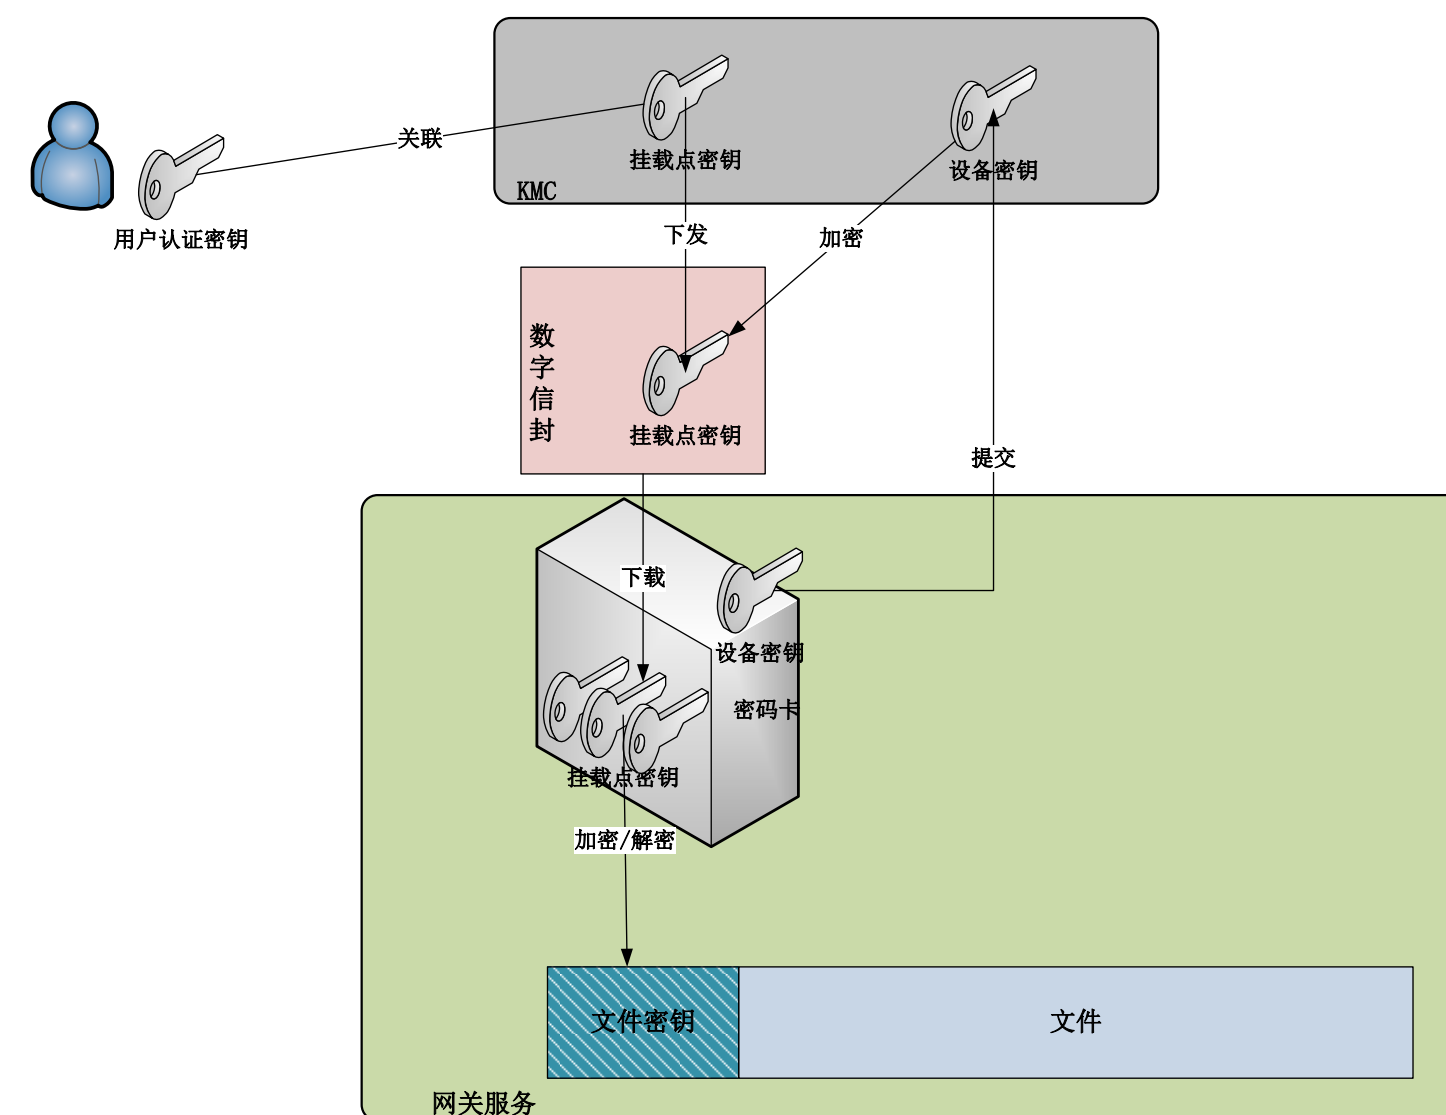 关联
挂载点密钥
设备密钥
KMC
用户认证密钥
下发
加密
数字信封
挂载点密钥
提交
下载
设备密钥
密码卡
挂载点密钥
加密/解密
文件密钥
文件
网关服务